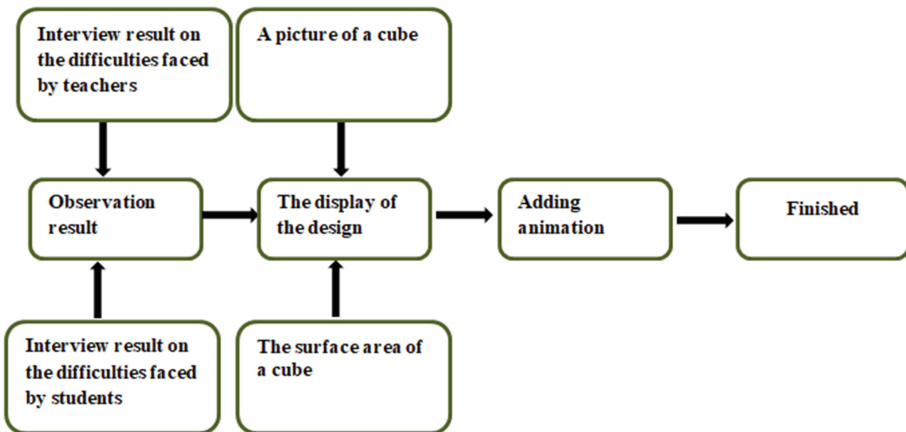 Interview result on
the difficulties faced
by teachers
A picture of a cube
Observation
result
The display of
the design
Adding
animation
Finished
Interview result on
the difficulties faced
by students
The surface area of
a cube